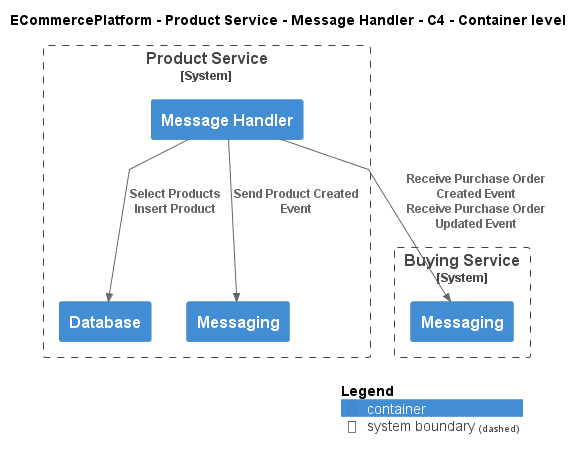 ECommercePlatform - Product Service - Message Handler - C4 - Container level
Product Service
[System]
Message Handler
Select Products
Insert Product
Send Product Created
Event
Receive Purchase Order
Created Event
Receive Purchase Order
Updated Event
Buying Service
[System]
Database
Messaging
Messaging
Legend
container
system boundary (dashed)